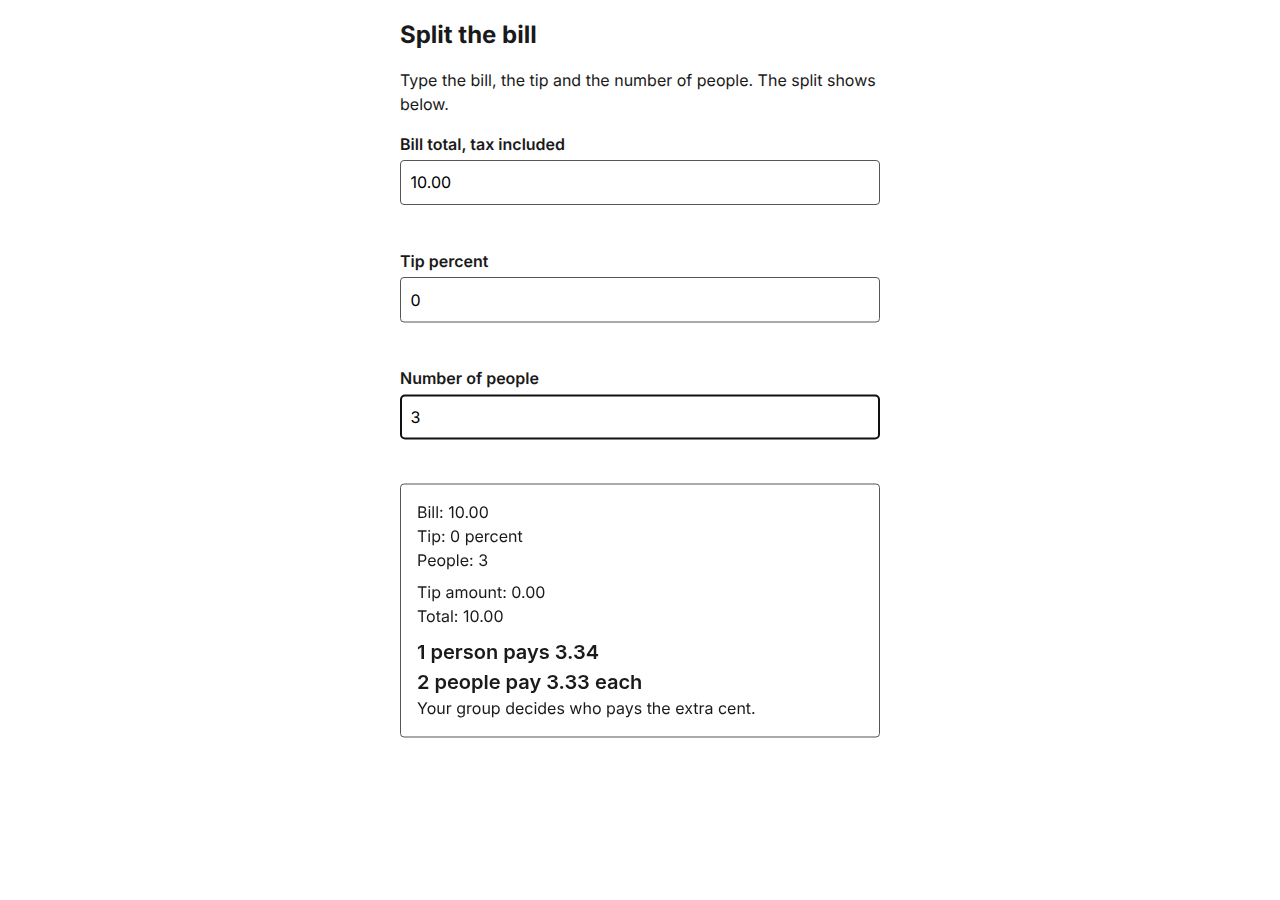 Split the bill
Type the bill, the tip and the number of people. The split shows
below.
Bill total, tax included
10.00
Tip percent
0
Number of people
3
Bill: 10.00
Tip: 0 percent
People: 3
Tip amount: 0.00
Total: 10.00
1 person pays 3.34
2 people pay 3.33 each
Your group decides who pays the extra cent.